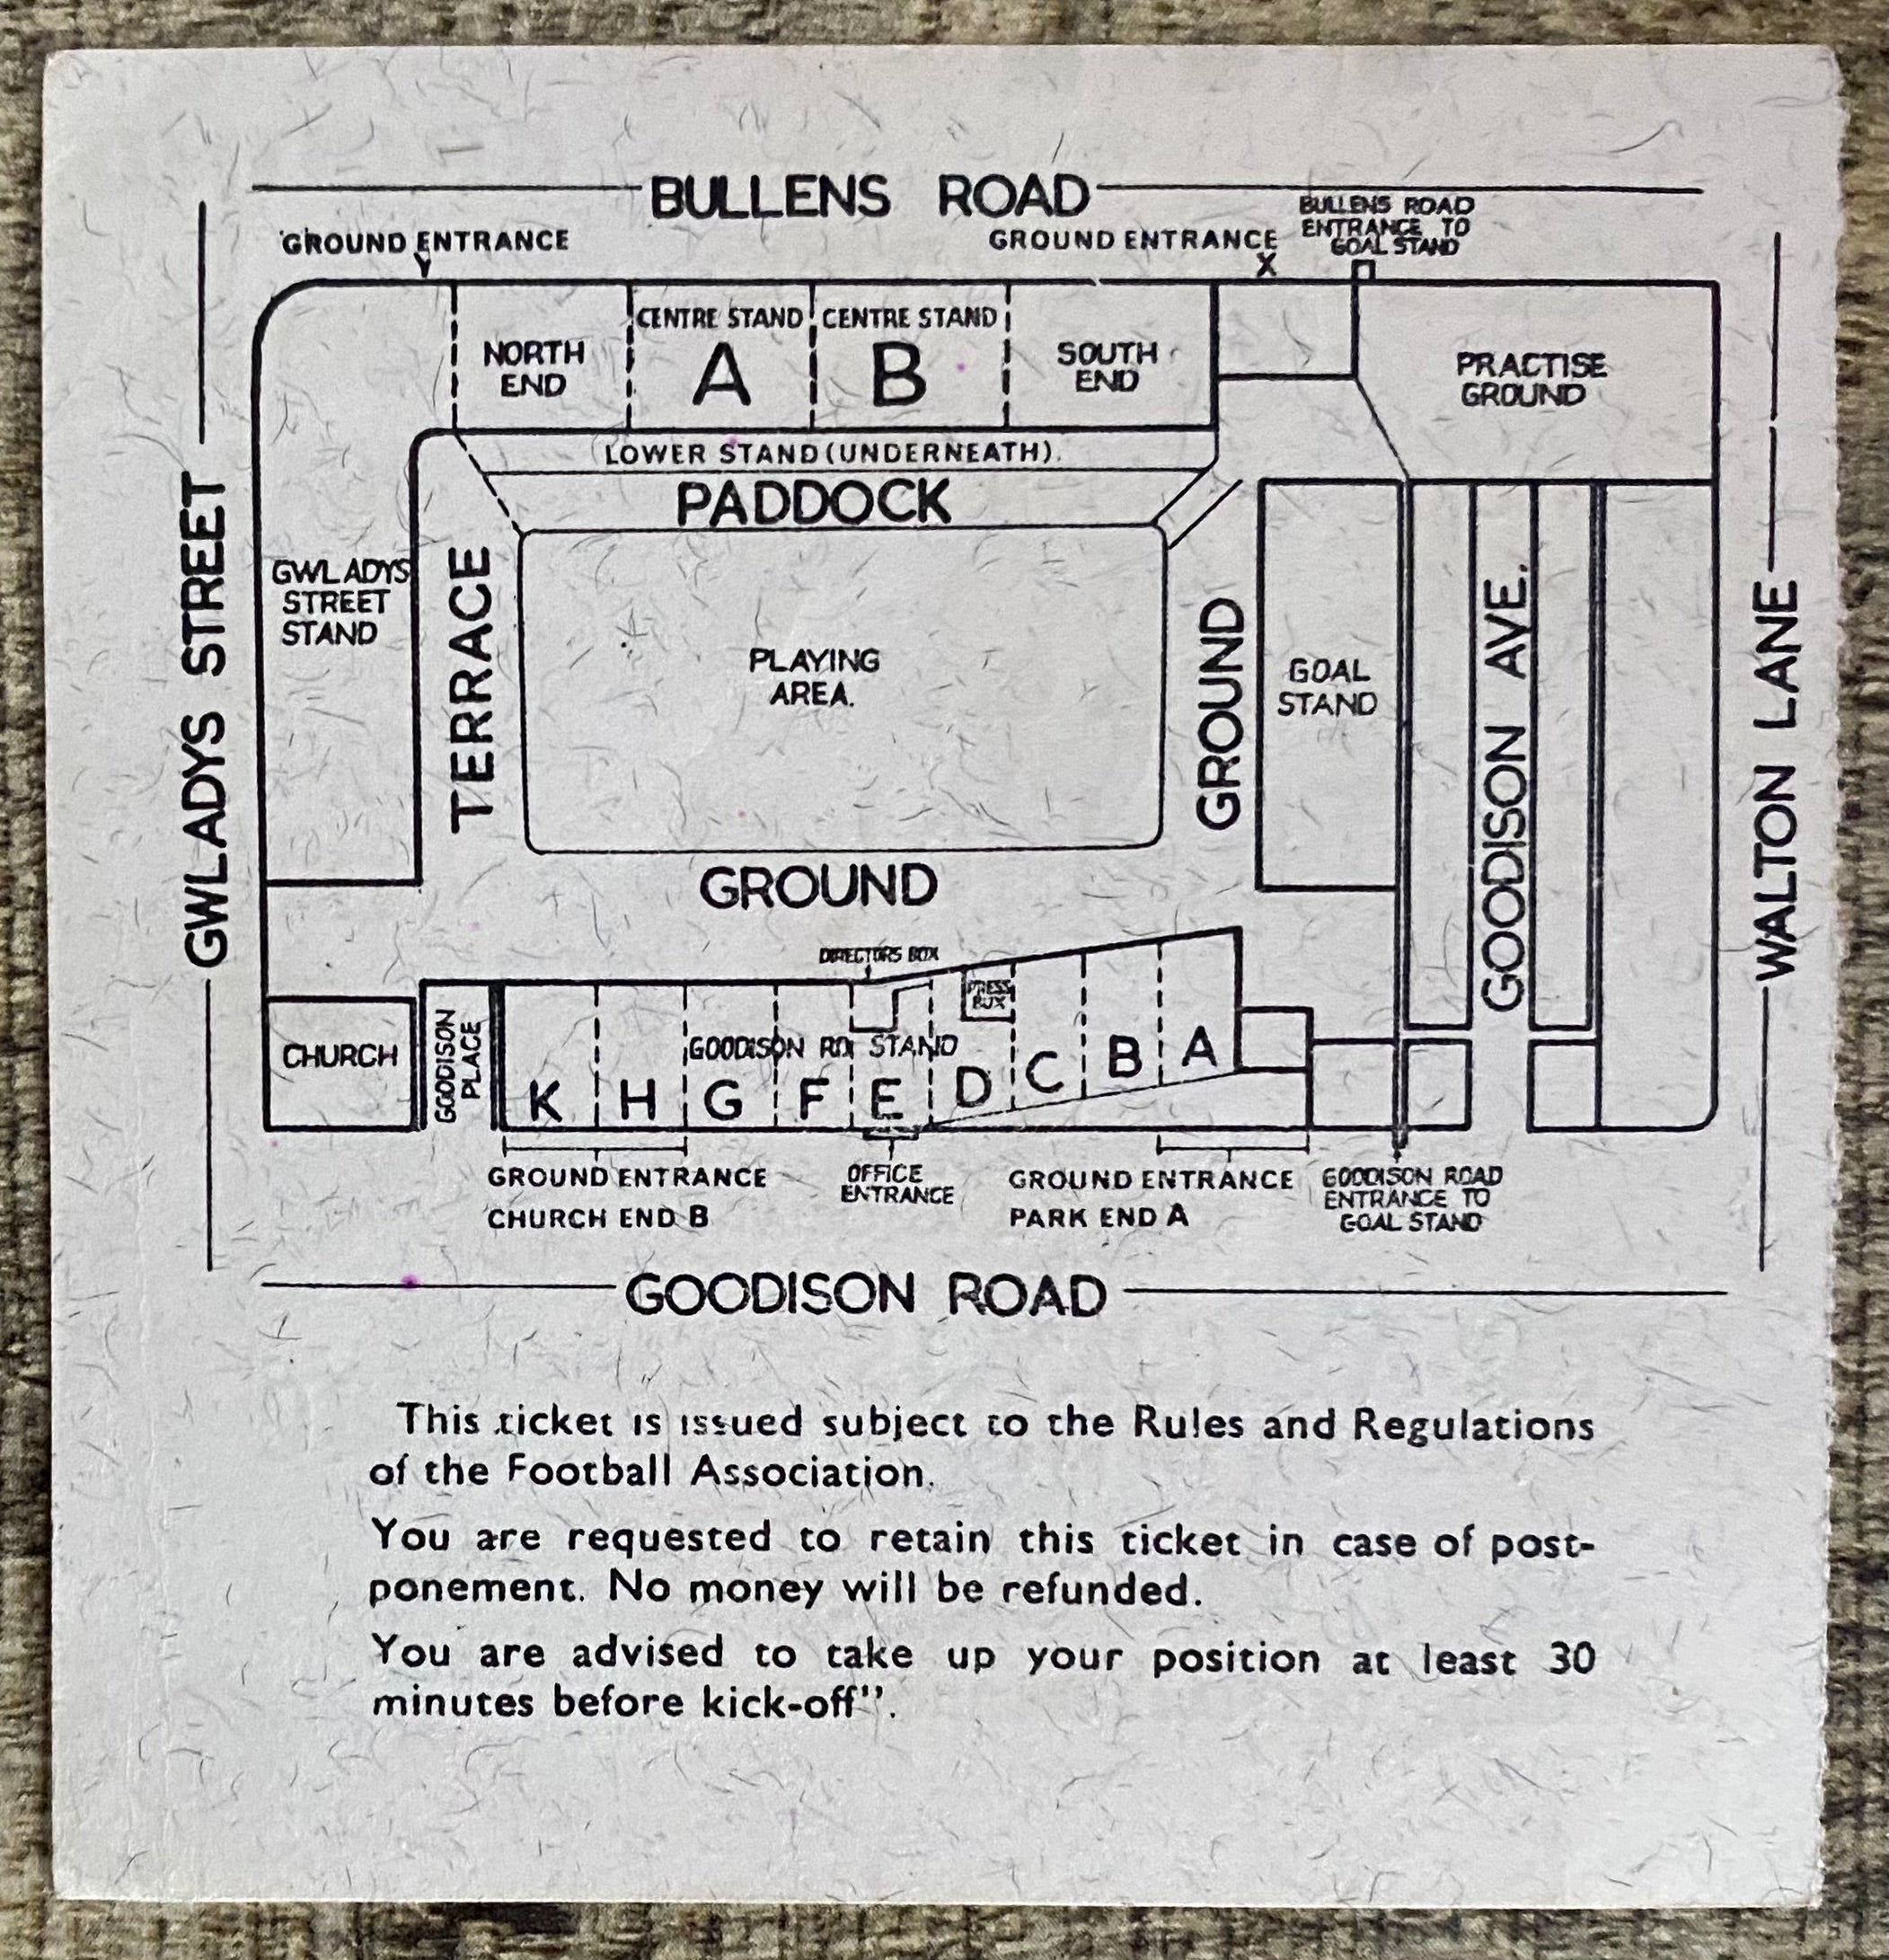 BULLENS ROAD
GROUND ENTRANCE
Y
GROUND ENTRANCE
X
BULLENS ROAD
ENTRANCE TO
GOAL STAND
NORTH
END
CENTRE STAND
A
CENTRE STAND
B
SOUTH
END
PRACTISE
GROUND
LOWER STAND (UNDERNEATH).
PADDOCK
GWLADYS STREET
GWLADYS
STREET
STAND
TERRACE
PLAYING
AREA.
GROUND
GOAL
STAND
GOODISON AVE.
WALTON LANE
GROUND
DIRECTORS BOX
PRESS
BOX
CHURCH
GOODISON
PLACE
GOODISON RD. STAND
K H G F E D C B A
GROUND ENTRANCE
CHURCH END B
OFFICE
ENTRANCE
GROUND ENTRANCE
PARK END A
GOODISON ROAD
ENTRANCE TO
GOAL STAND
GOODISON ROAD
This ticket is issued subject to the Rules and Regulations
of the Football Association.
You are requested to retain this ticket in case of post-
ponement. No money will be refunded.
You are advised to take up your position at least 30
minutes before kick-off".